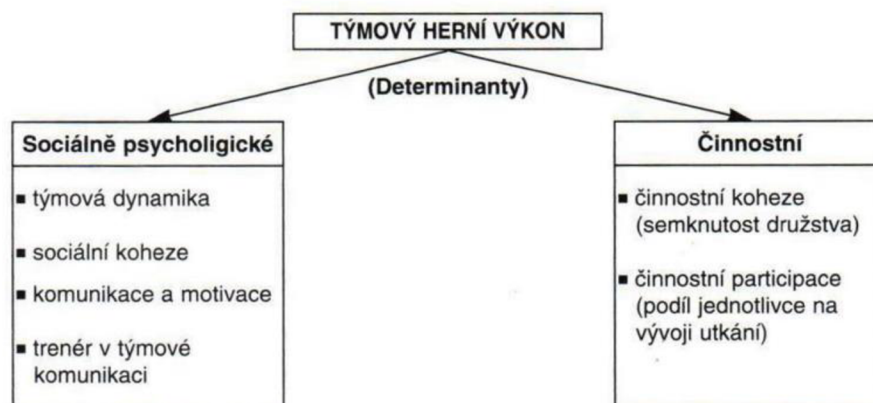 TÝMOVÝ HERNÍ VÝKON
(Determinanty)
Sociálně psycholigické
■ týmová dynamika
■ sociální koheze
■ komunikace a motivace
■ trenér v týmové
komunikaci
Činnostní
■ činnostní koheze
(semknutost družstva)
■ činnostní participace
(podíl jednotlivce na
vývoji utkání)